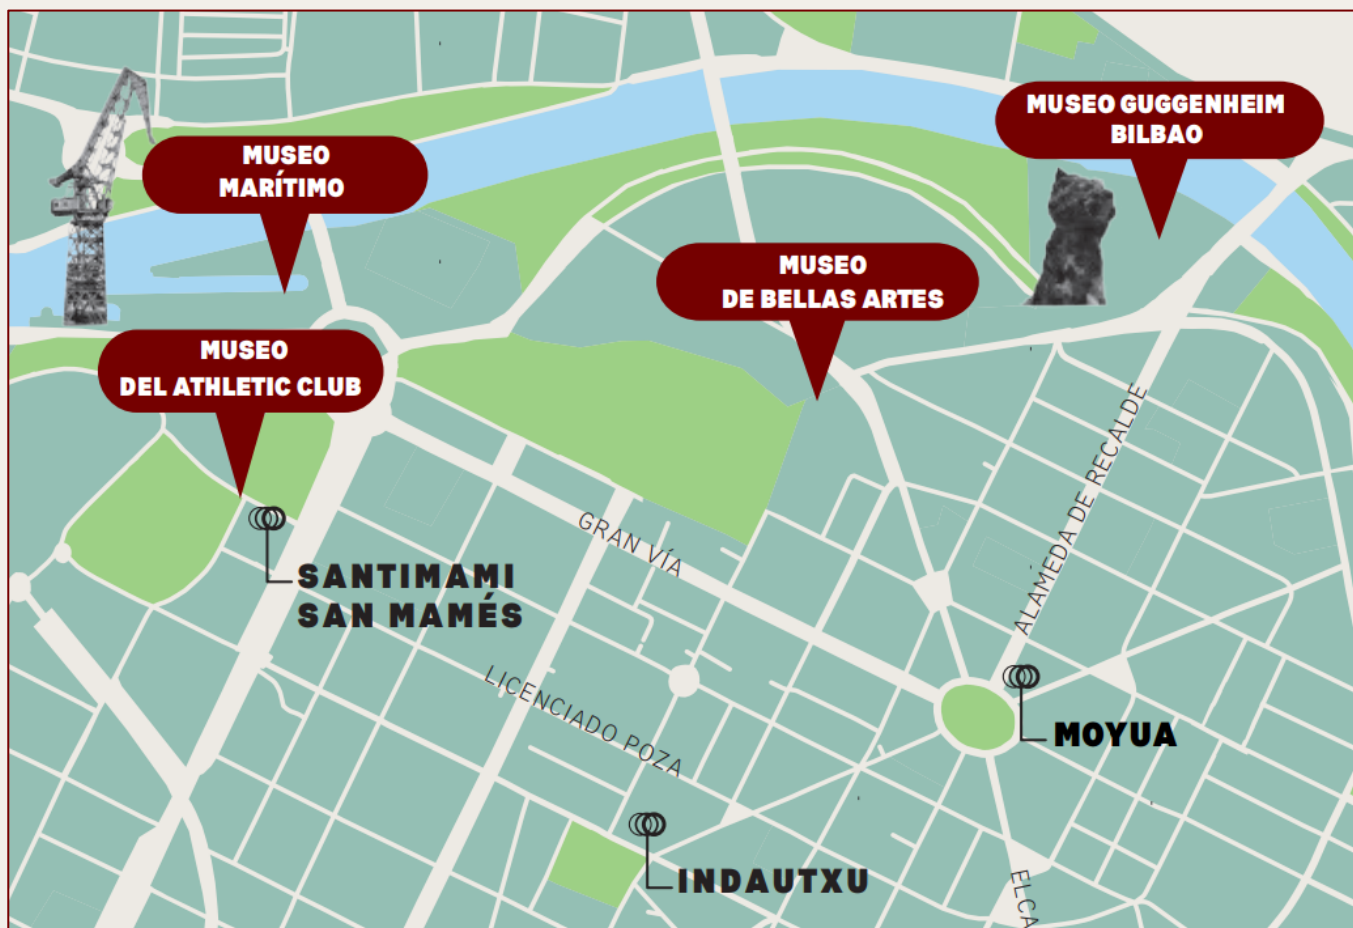 MUSEO GUGGENHEIM
BILBAO
MUSEO
MARÍTIMO
MUSEO
DE BELLAS ARTES
MUSEO
DEL ATHLETIC CLUB
ALAMEDA DE RECALDE
GRAN VÍA
SANTIMAMI
SAN MAMÉS
LICENCIADO POZA
MOYUA
INDAUTXU
ELCA